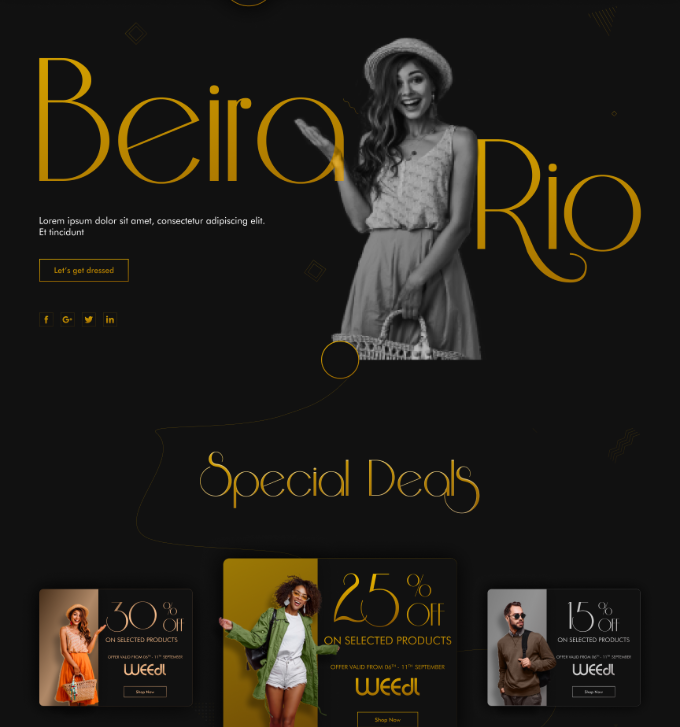 Beira
Rio
Lorem ipsum dolor sit amet, consectetur adipiscing elit.
Et tincidunt
Let's get dressed
f G+ in
Special Deals
30 % OFF
ON SELECTED PRODUCTS
OFFER VALID FROM 06TH - 11TH SEPTEMBER
WEEdl
Shop Now
25 % OFF
ON SELECTED PRODUCTS
OFFER VALID FROM 06TH - 11TH SEPTEMBER
WEEdl
Shop Now
15 % OFF
ON SELECTED PRODUCTS
OFFER VALID FROM 06TH - 11TH SEPTEMBER
WEEdl
Shop Now